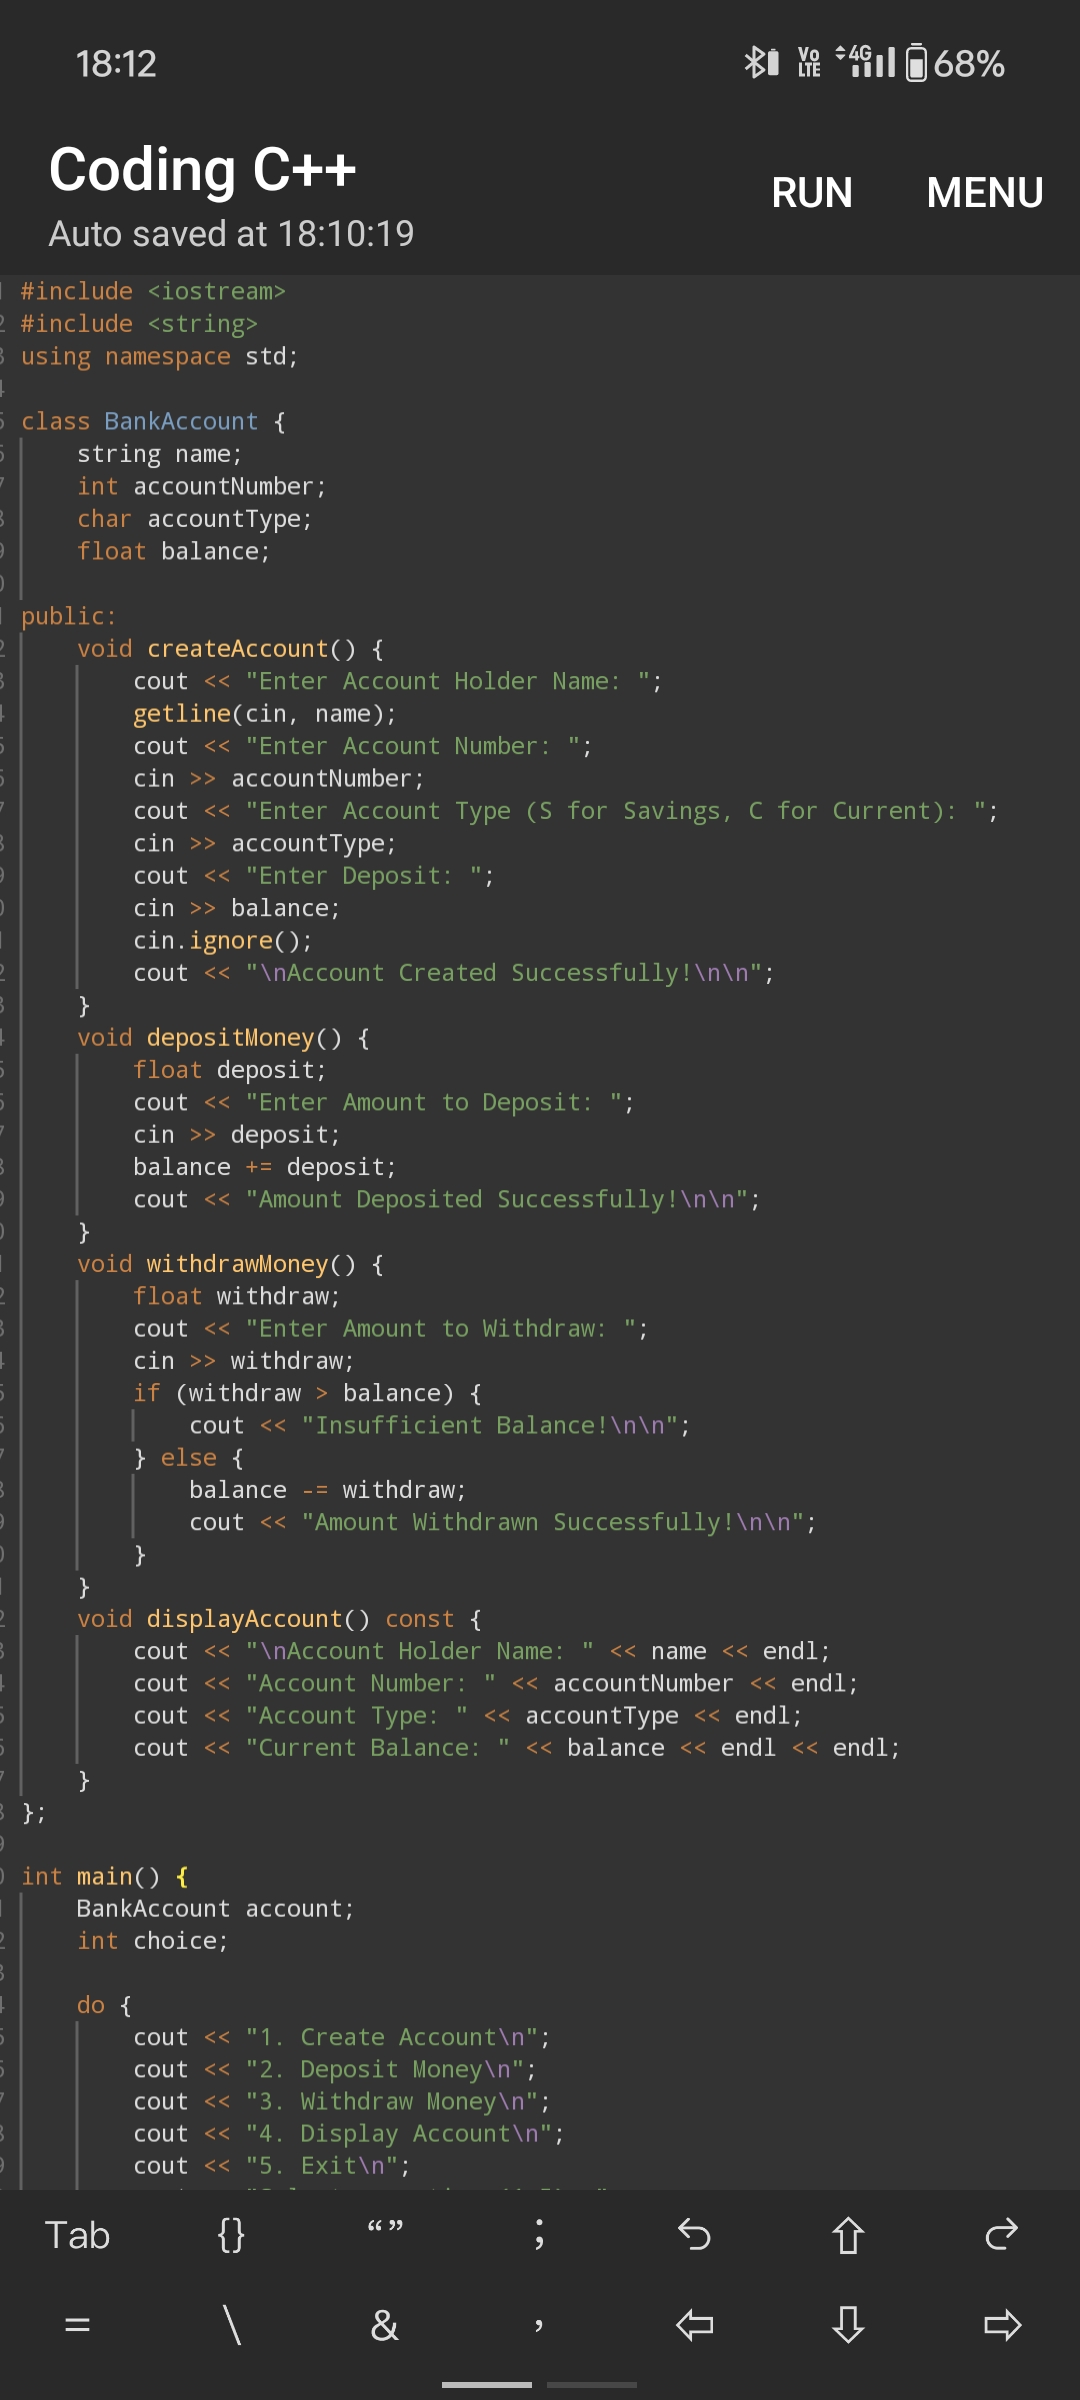 18:12
Vo LTE 4G 68%
Coding C++
RUN MENU
Auto saved at 18:10:19
#include <iostream>
#include <string>
using namespace std;

class BankAccount {
    string name;
    int accountNumber;
    char accountType;
    float balance;

public:
    void createAccount() {
        cout << "Enter Account Holder Name: ";
        getline(cin, name);
        cout << "Enter Account Number: ";
        cin >> accountNumber;
        cout << "Enter Account Type (S for Savings, C for Current): ";
        cin >> accountType;
        cout << "Enter Deposit: ";
        cin >> balance;
        cin.ignore();
        cout << "\nAccount Created Successfully!\n\n";
    }
    void depositMoney() {
        float deposit;
        cout << "Enter Amount to Deposit: ";
        cin >> deposit;
        balance += deposit;
        cout << "Amount Deposited Successfully!\n\n";
    }
    void withdrawMoney() {
        float withdraw;
        cout << "Enter Amount to Withdraw: ";
        cin >> withdraw;
        if (withdraw > balance) {
            cout << "Insufficient Balance!\n\n";
        } else {
            balance -= withdraw;
            cout << "Amount Withdrawn Successfully!\n\n";
        }
    }
    void displayAccount() const {
        cout << "\nAccount Holder Name: " << name << endl;
        cout << "Account Number: " << accountNumber << endl;
        cout << "Account Type: " << accountType << endl;
        cout << "Current Balance: " << balance << endl << endl;
    }
};

int main() {
    BankAccount account;
    int choice;

    do {
        cout << "1. Create Account\n";
        cout << "2. Deposit Money\n";
        cout << "3. Withdraw Money\n";
        cout << "4. Display Account\n";
        cout << "5. Exit\n";
Tab {} “” ;
= \ & ,